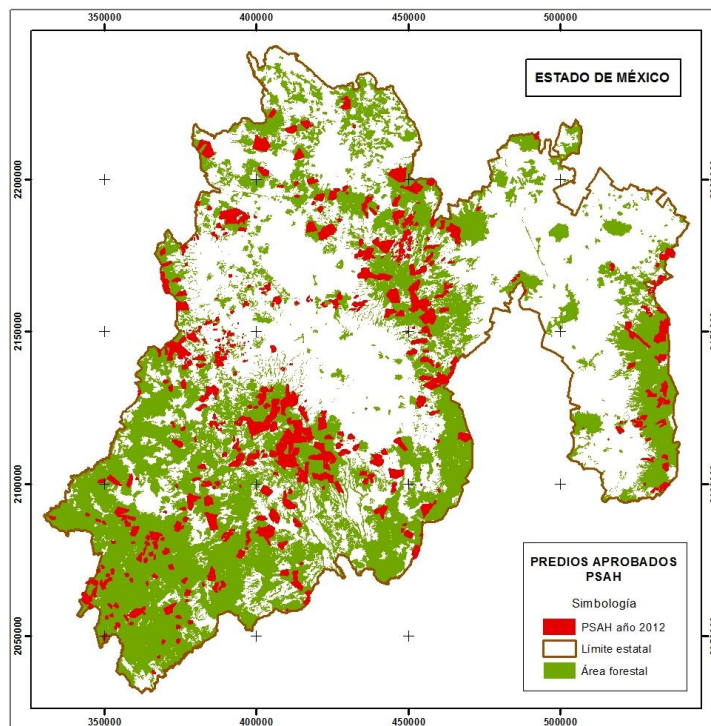 350000 400000 450000 500000
ESTADO DE MÉXICO
2200000
2150000
2100000
2050000
PREDIOS APROBADOS
PSAH
Simbología
PSAH año 2012
Límite estatal
Área forestal
350000 400000 450000 500000